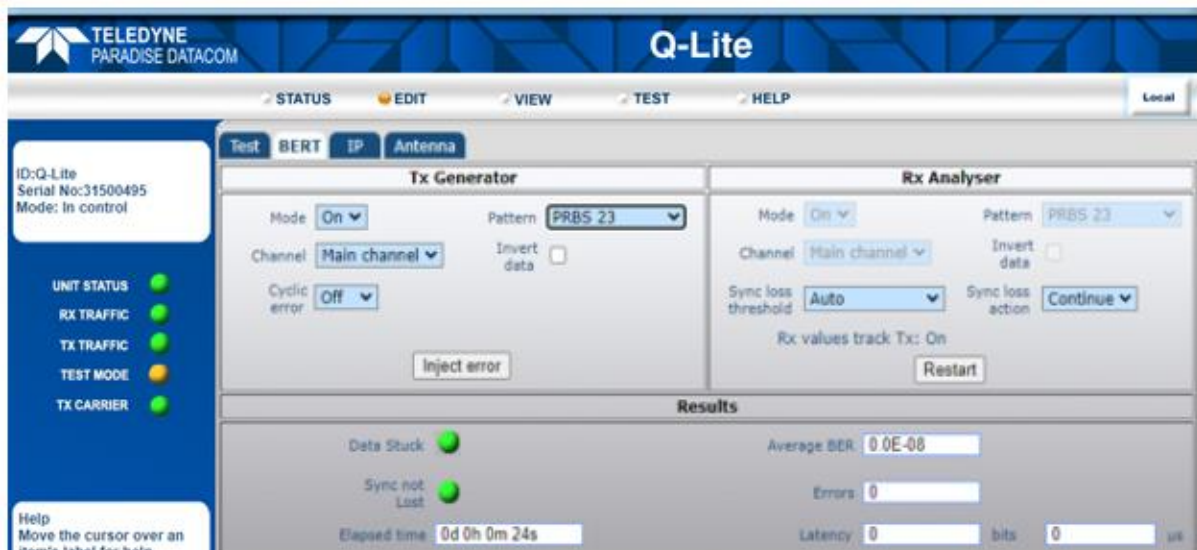 TELEDYNE
PARADISE DATACOM
Q-Lite
STATUS EDIT VIEW TEST HELP Local
Test BERT IP Antenna
ID:Q-Lite
Serial No:31500495
Mode: In control
UNIT STATUS
RX TRAFFIC
TX TRAFFIC
TEST MODE
TX CARRIER
Help
Move the cursor over an
item's label for help
Tx Generator
Mode On Pattern PRBS 23
Channel Main channel Invert data
Cyclic error Off
Inject error
Rx Analyser
Mode On Pattern PRBS 23
Channel Main channel Invert data
Sync loss threshold Auto Sync loss action Continue
Rx values track Tx: On
Restart
Results
Data Stuck Average BER 0.0E-08
Sync not Lost Errors 0
Elapsed time 0d 0h 0m 24s Latency 0 bits 0 us